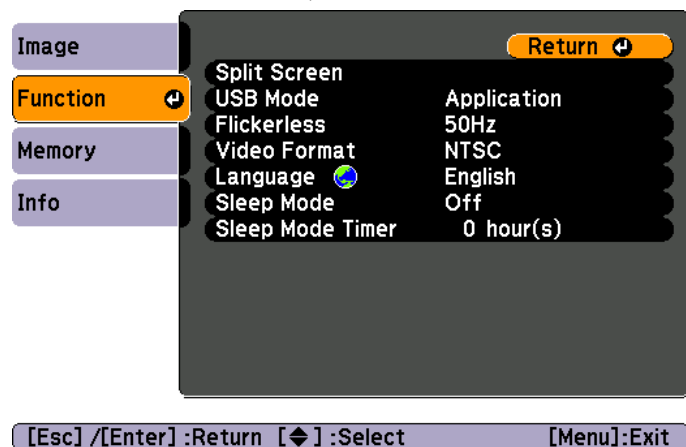 Image
Function
Memory
Info
Return
Split Screen
USB Mode Application
Flickerless 50Hz
Video Format NTSC
Language English
Sleep Mode Off
Sleep Mode Timer 0 hour(s)
[Esc] /[Enter] :Return [◆] :Select [Menu]:Exit